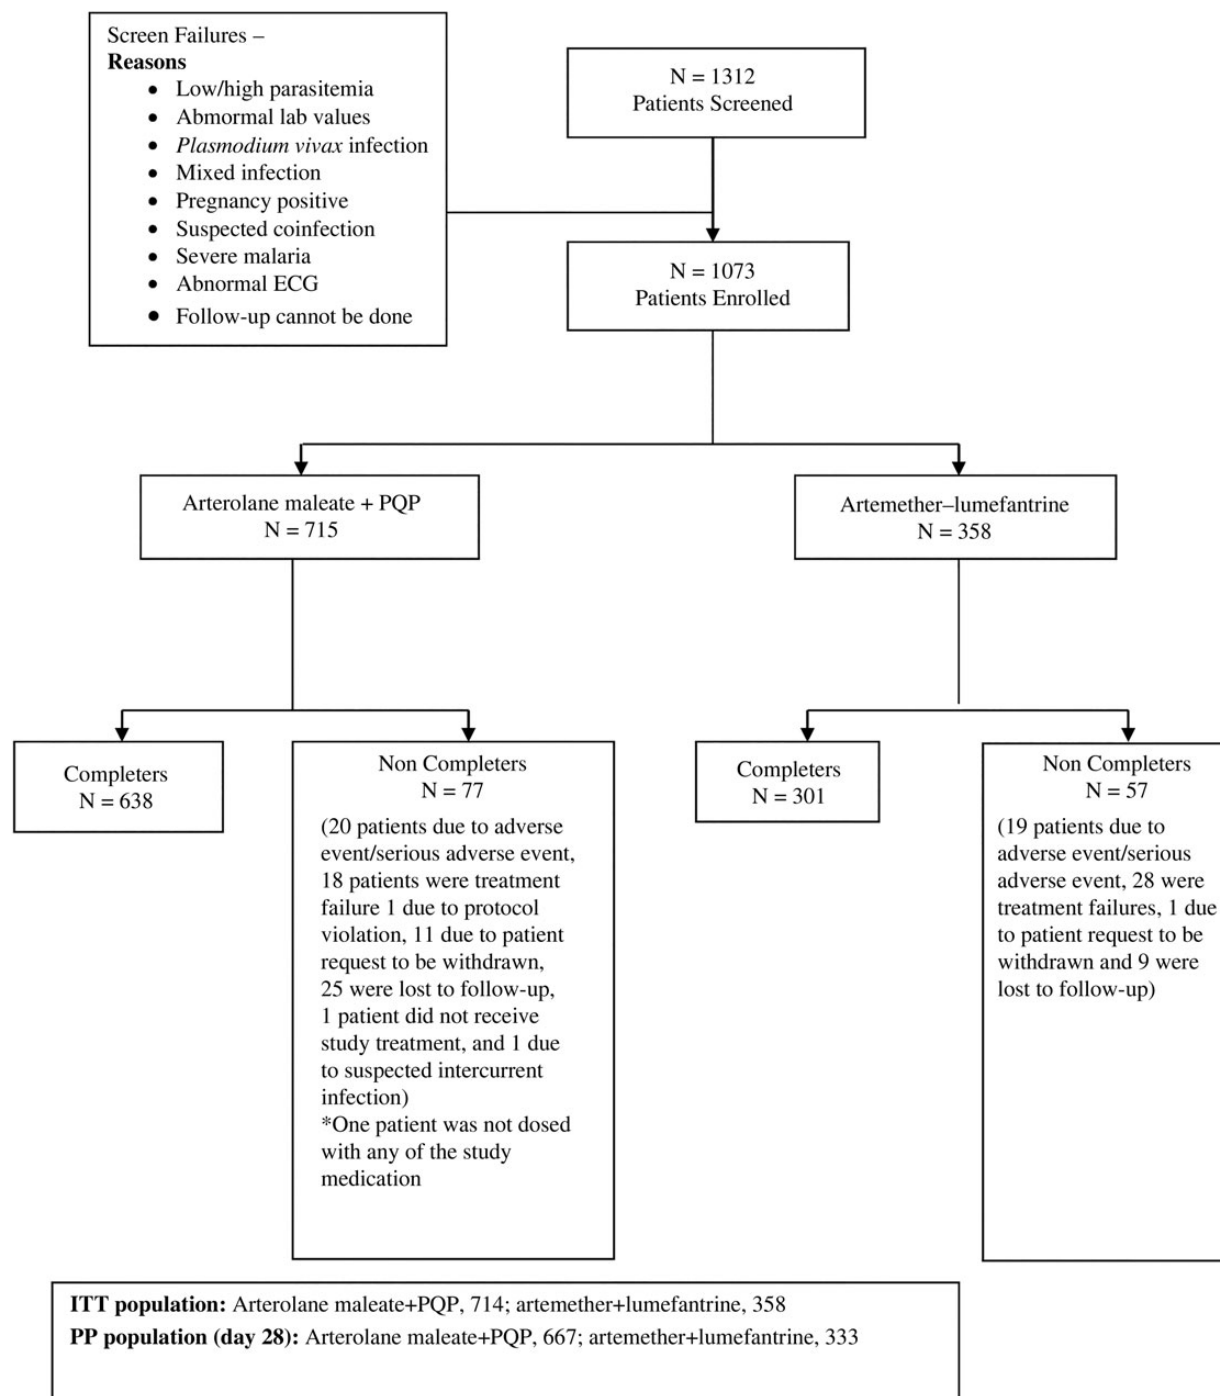 Screen Failures –
Reasons
• Low/high parasitemia
• Abmormal lab values
• Plasmodium vivax infection
• Mixed infection
• Pregnancy positive
• Suspected coinfection
• Severe malaria
• Abnormal ECG
• Follow-up cannot be done
N = 1312
Patients Screened
N = 1073
Patients Enrolled
Arterolane maleate + PQP
N = 715
Artemether–lumefantrine
N = 358
Completers
N = 638
Non Completers
N = 77
(20 patients due to adverse
event/serious adverse event,
18 patients were treatment
failure 1 due to protocol
violation, 11 due to patient
request to be withdrawn,
25 were lost to follow-up,
1 patient did not receive
study treatment, and 1 due
to suspected intercurrent
infection)
*One patient was not dosed
with any of the study
medication
Completers
N = 301
Non Completers
N = 57
(19 patients due to
adverse event/serious
adverse event, 28 were
treatment failures, 1 due
to patient request to be
withdrawn and 9 were
lost to follow-up)
ITT population: Arterolane maleate+PQP, 714; artemether+lumefantrine, 358
PP population (day 28): Arterolane maleate+PQP, 667; artemether+lumefantrine, 333